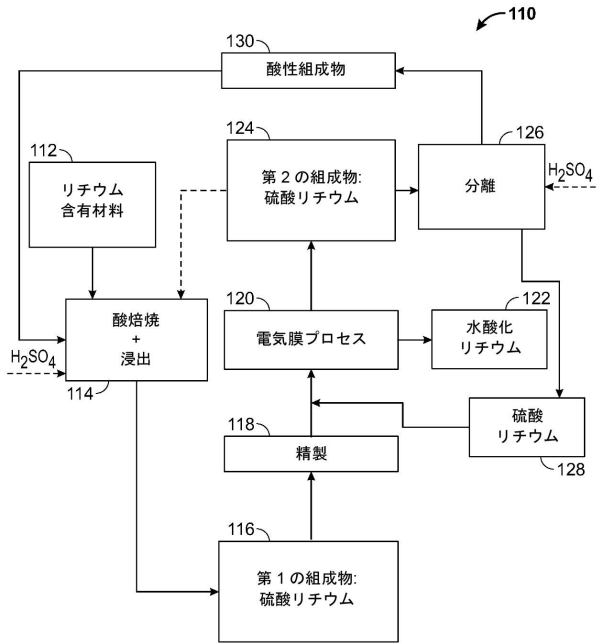 110
130
酸性組成物
124
第2の組成物:
硫酸リチウム
126
分離
H2SO4
112
リチウム
含有材料
120
電気膜プロセス
122
水酸化
リチウム
酸焙焼
+
浸出
H2SO4
114
118
精製
硫酸
リチウム
128
116
第1の組成物:
硫酸リチウム